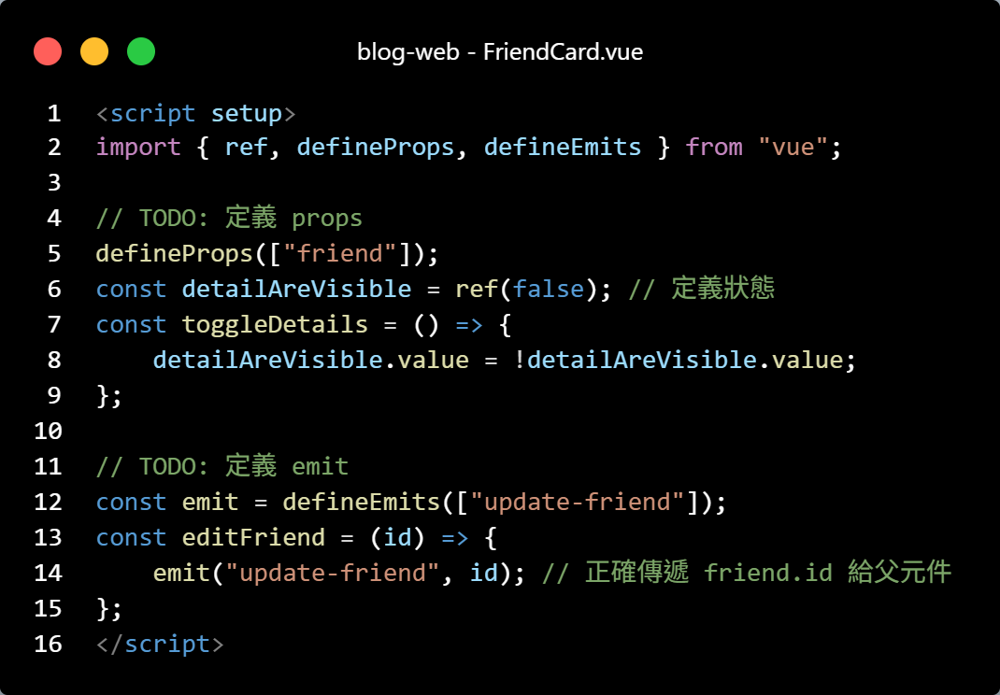 blog-web - FriendCard.vue
1 <script setup>
2 import { ref, defineProps, defineEmits } from "vue";
3
4 // TODO: 定義 props
5 defineProps(["friend"]);
6 const detailAreVisible = ref(false); // 定義狀態
7 const toggleDetails = () => {
8     detailAreVisible.value = !detailAreVisible.value;
9 };
10
11 // TODO: 定義 emit
12 const emit = defineEmits(["update-friend"]);
13 const editFriend = (id) => {
14     emit("update-friend", id); // 正確傳遞 friend.id 給父元件
15 };
16 </script>